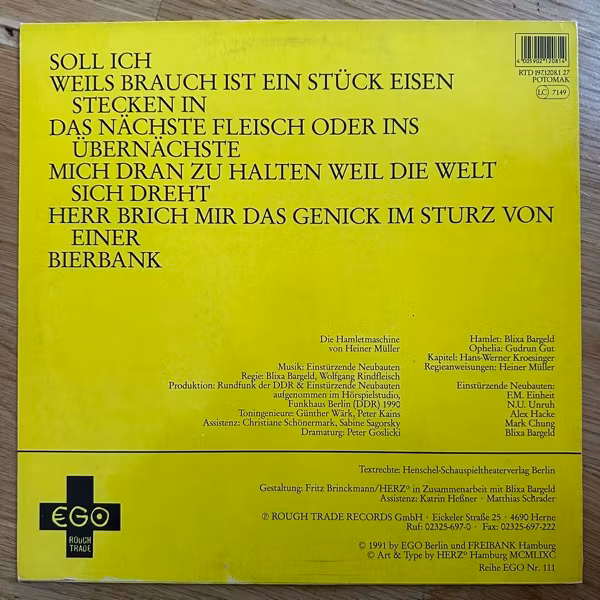 SOLL ICH
WEILS BRAUCH IST EIN STÜCK EISEN
STECKEN IN
DAS NÄCHSTE FLEISCH ODER INS
ÜBERNÄCHSTE
MICH DRAN ZU HALTEN WEIL DIE WELT
SICH DREHT
HERR BRICH MIR DAS GENICK IM STURZ VON
EINER
BIERBANK
4 005902 120814
RTD 197.1208.1 27
POTOMAK
LC 7149
Die Hamletmaschine
von Heiner Müller
Musik: Einstürzende Neubauten
Regie: Blixa Bargeld, Wolfgang Rindfleisch
Produktion: Rundfunk der DDR & Einstürzende Neubauten
aufgenommen im Hörspielstudio,
Funkhaus Berlin (DDR) 1990
Toningenieure: Günther Wärk, Peter Kains
Assistenz: Christiane Schönermark, Sabine Sagorsky
Dramaturg: Peter Goslicki
Hamlet: Blixa Bargeld
Ophelia: Gudrun Gut
Kapitel: Hans-Werner Kroesinger
Regieanweisungen: Heiner Müller
Einstürzende Neubauten:
F.M. Einheit
N.U. Unruh
Alex Hacke
Mark Chung
Blixa Bargeld
Textrechte: Henschel-Schauspieltheaterverlag Berlin
Gestaltung: Fritz Brinckmann/HERZº in Zusammenarbeit mit Blixa Bargeld
Assistenz: Katrin Heßner · Matthias Schrader
℗ ROUGH TRADE RECORDS GmbH · Eickeler Straße 25 · 4690 Herne
Ruf: 02325-697-0 · Fax: 02325-697-222
© 1991 by EGO Berlin und FREIBANK Hamburg
© Art & Type by HERZº Hamburg MCMLIXC
Reihe EGO Nr. 111
EGO
ROUGH
TRADE